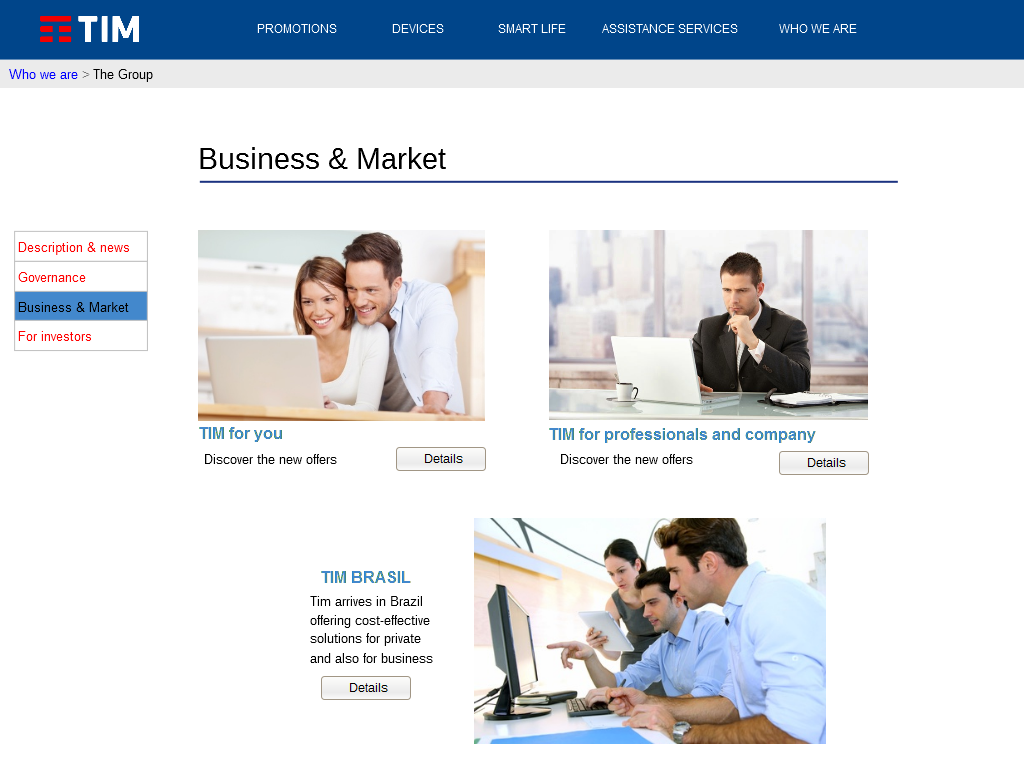 TIM
PROMOTIONS
DEVICES
SMART LIFE
ASSISTANCE SERVICES
WHO WE ARE
Who we are > The Group
Business & Market
Description & news
Governance
Business & Market
For investors
TIM for you
Discover the new offers
Details
TIM for professionals and company
Discover the new offers
Details
TIM BRASIL
Tim arrives in Brazil
offering cost-effective
solutions for private
and also for business
Details